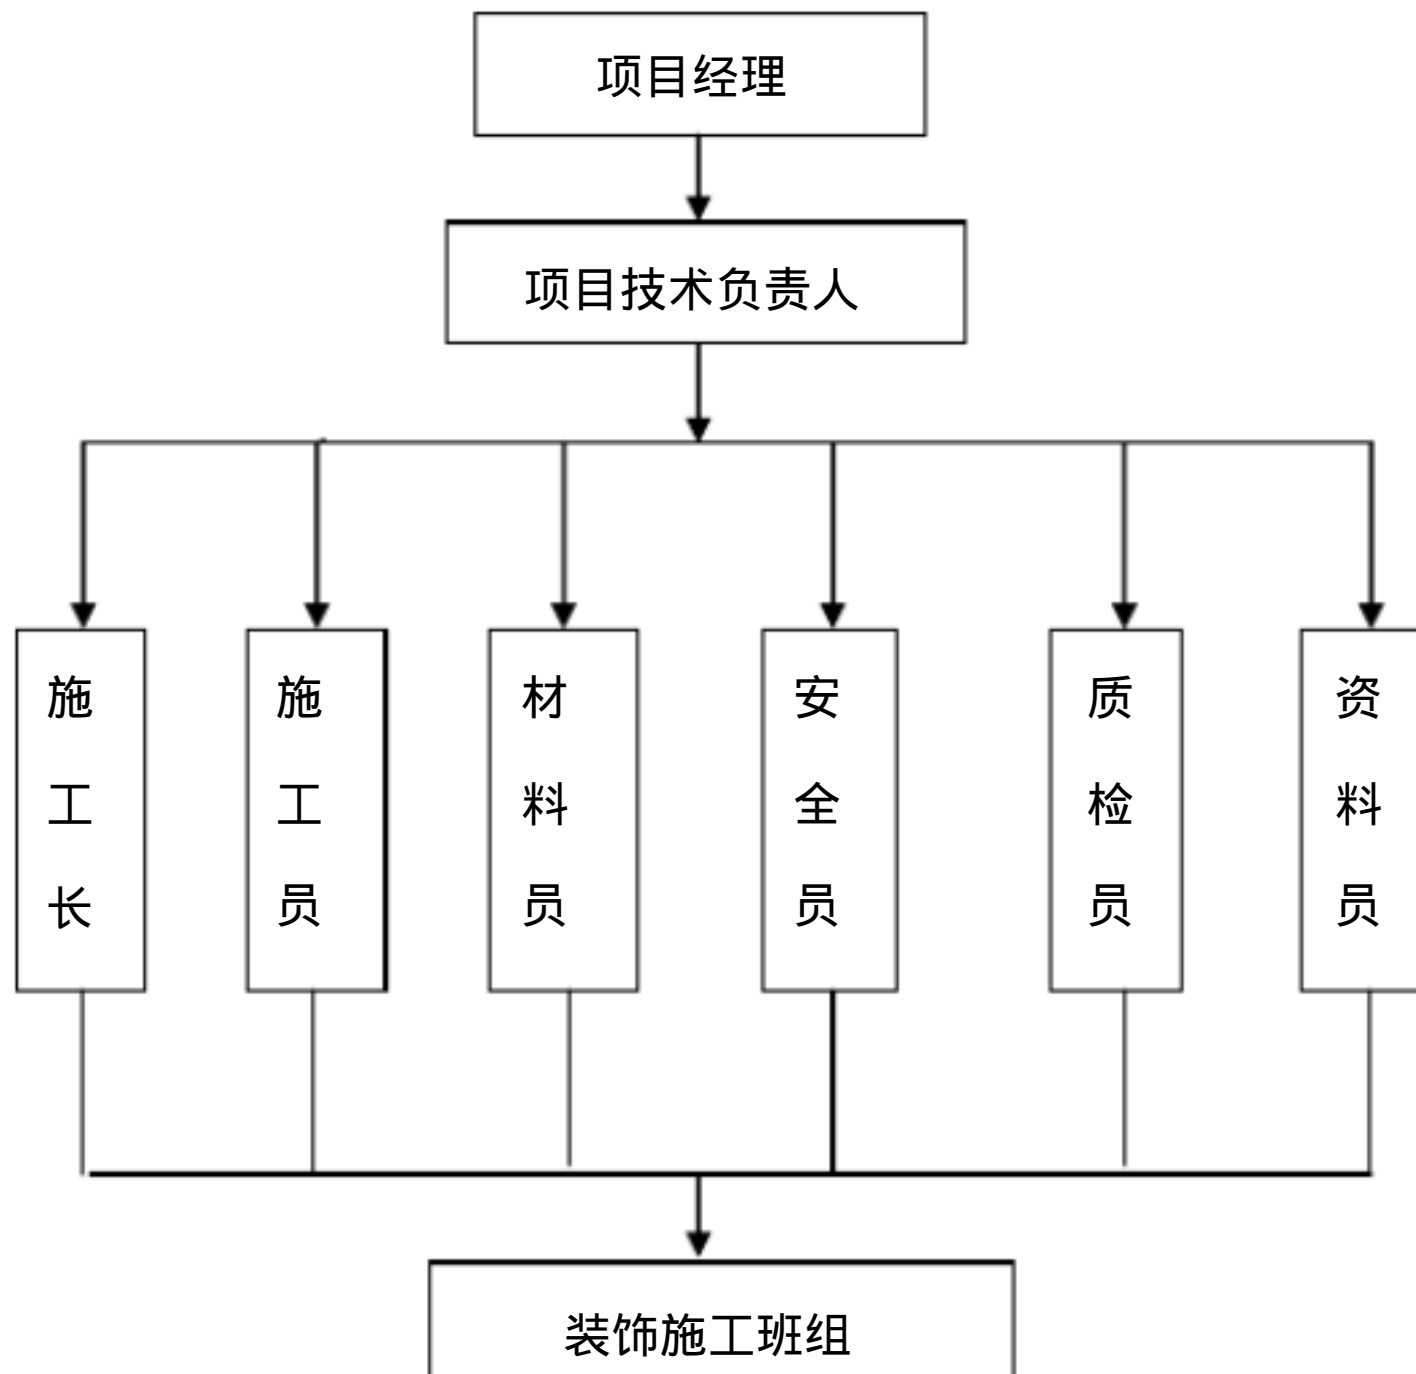 项目经理
项目技术负责人
施工长
施工员
材料员
安全员
质检员
资料员
装饰施工班组